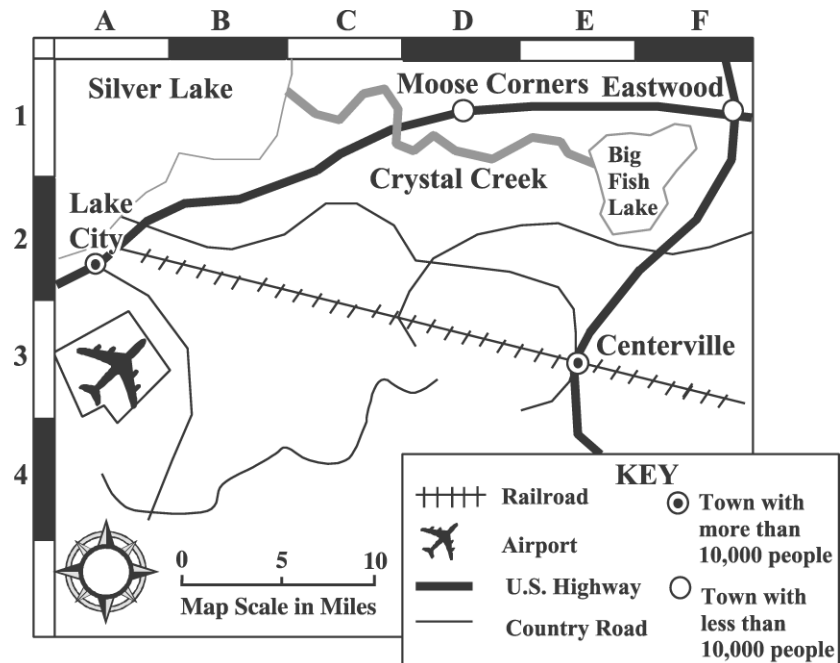 A B C D E F
1
2
3
4
Silver Lake
Moose Corners
Eastwood
Crystal Creek
Big
Fish
Lake
Lake
City
Centerville
0 5 10
Map Scale in Miles
KEY
Railroad
Airport
U.S. Highway
Country Road
Town with
more than
10,000 people
Town with
less than
10,000 people